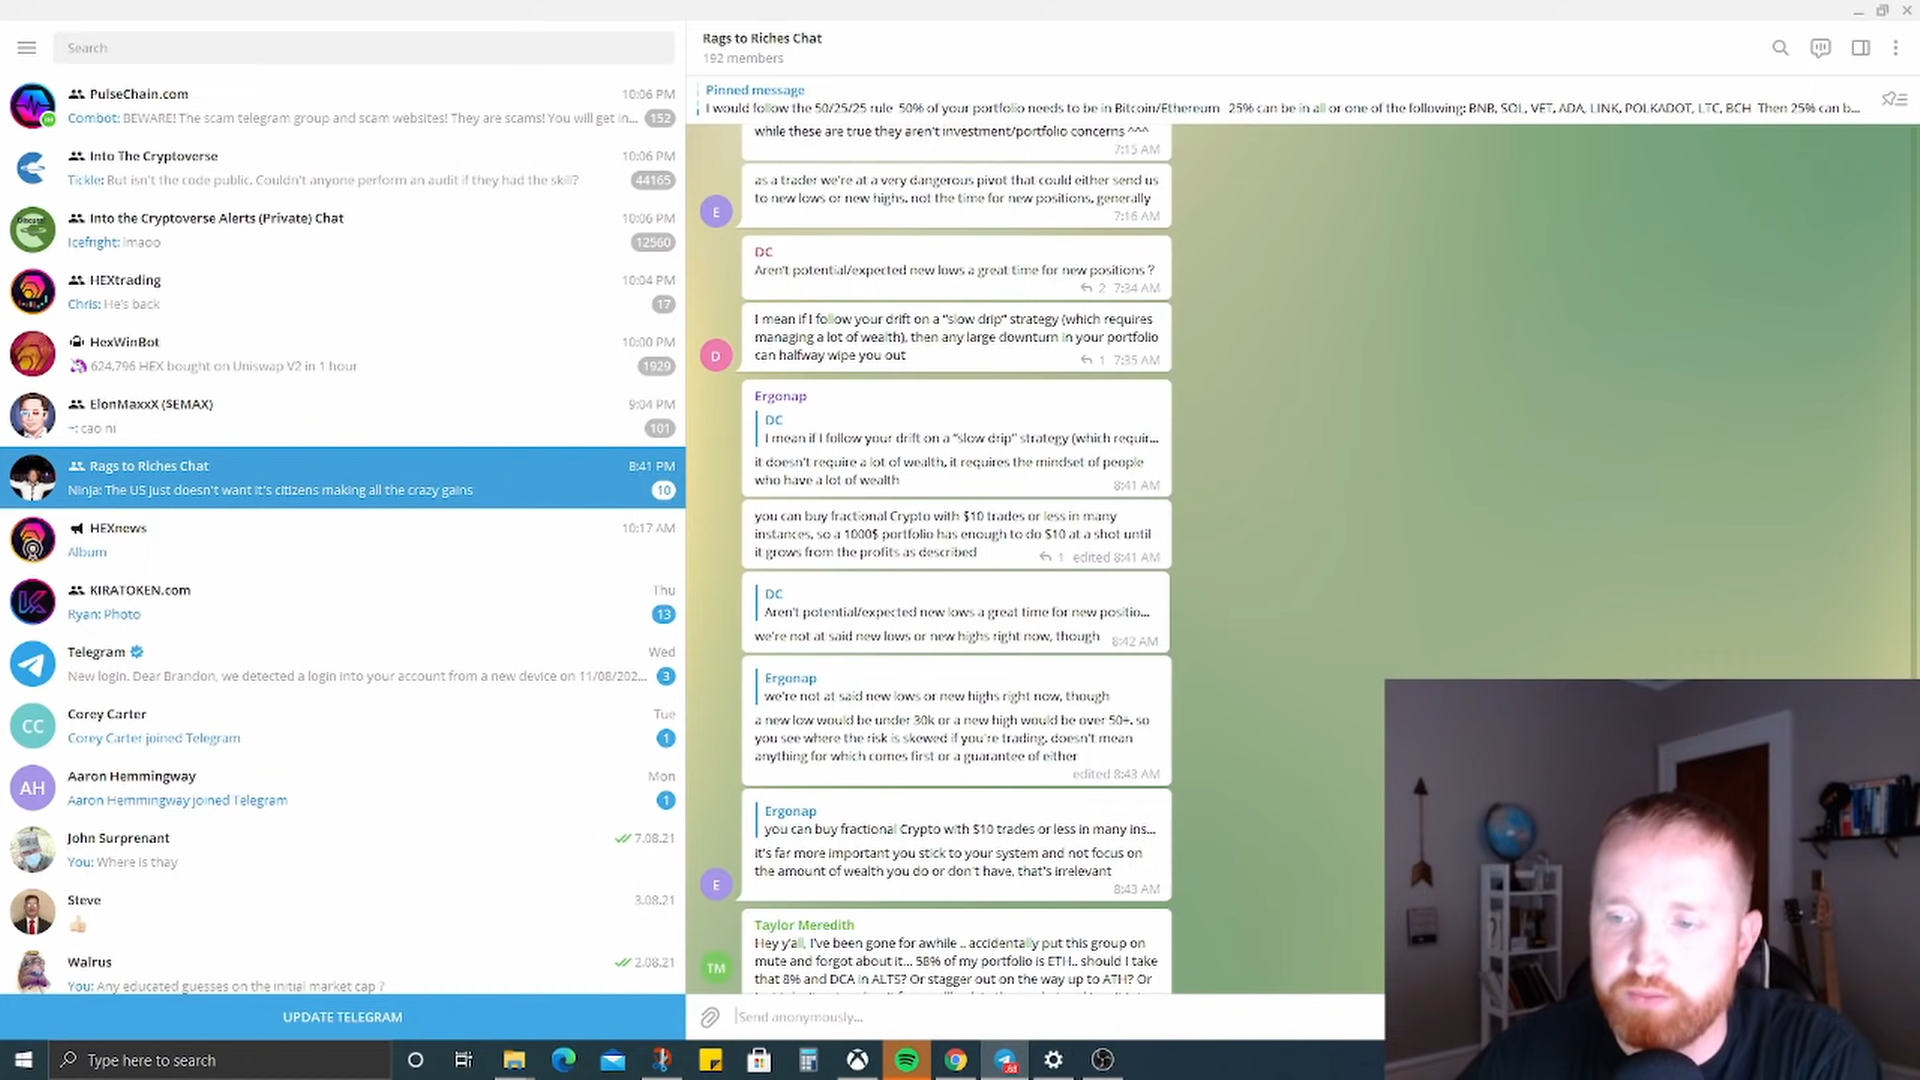 Search
PulseChain.com 10:06 PM
Combot: BEWARE! The scam telegram group and scam websites! They are scams! You will get in... 152
Into The Cryptoverse 10:06 PM
Tickle: But isn't the code public. Couldn't anyone perform an audit if they had the skill? 44165
Into the Cryptoverse Alerts (Private) Chat 10:06 PM
Icefright: lmaoo 12560
HEXtrading 10:04 PM
Chris: He's back 17
HexWinBot 10:00 PM
624,796 HEX bought on Uniswap V2 in 1 hour 1929
ElonMaxxX ($EMAX) 9:04 PM
~: cao ni 101
Rags to Riches Chat 8:41 PM
Ninja: The US just doesn't want it's citizens making all the crazy gains 10
HEXnews 10:17 AM
Album
KIRATOKEN.com Thu
Ryan: Photo 13
Telegram Wed
New login. Dear Brandon, we detected a login into your account from a new device on 11/08/202... 3
CC Corey Carter Tue
Corey Carter joined Telegram 1
AH Aaron Hemmingway Mon
Aaron Hemmingway joined Telegram 1
John Surprenant 7.08.21
You: Where is thay
Steve 3.08.21
Walrus 2.08.21
You: Any educated guesses on the initial market cap ?
UPDATE TELEGRAM
Rags to Riches Chat
192 members
Pinned message
I would follow the 50/25/25 rule 50% of your portfolio needs to be in Bitcoin/Ethereum 25% can be in all or one of the following: BNB, SOL, VET, ADA, LINK, POLKADOT, LTC, BCH Then 25% can b...
while these are true they aren't investment/portfolio concerns ^^^
7:15 AM
as a trader we're at a very dangerous pivot that could either send us
to new lows or new highs. not the time for new positions, generally
7:16 AM
E
DC
Aren't potential/expected new lows a great time for new positions ?
2 7:34 AM
I mean if I follow your drift on a "slow drip" strategy (which requires
managing a lot of wealth), then any large downturn in your portfolio
can halfway wipe you out 1 7:35 AM
D
Ergonap
DC
I mean if I follow your drift on a "slow drip" strategy (which requir...
it doesn't require a lot of wealth, it requires the mindset of people
who have a lot of wealth 8:41 AM
you can buy fractional Crypto with $10 trades or less in many
instances, so a 1000$ portfolio has enough to do $10 at a shot until
it grows from the profits as described 1 edited 8:41 AM
DC
Aren't potential/expected new lows a great time for new positio...
we're not at said new lows or new highs right now, though 8:42 AM
Ergonap
we're not at said new lows or new highs right now, though
a new low would be under 30k or a new high would be over 50+. so
you see where the risk is skewed if you're trading. doesn't mean
anything for which comes first or a guarantee of either
edited 8:43 AM
Ergonap
you can buy fractional Crypto with $10 trades or less in many ins...
it's far more important you stick to your system and not focus on
the amount of wealth you do or don't have, that's irrelevant
8:43 AM
E
Taylor Meredith
Hey y'all, I've been gone for awhile .. accidentally put this group on
mute and forgot about it... 58% of my portfolio is ETH.. should I take
that 8% and DCA in ALTS? Or stagger out on the way up to ATH? Or
TM
Send anonymously...
Type here to search